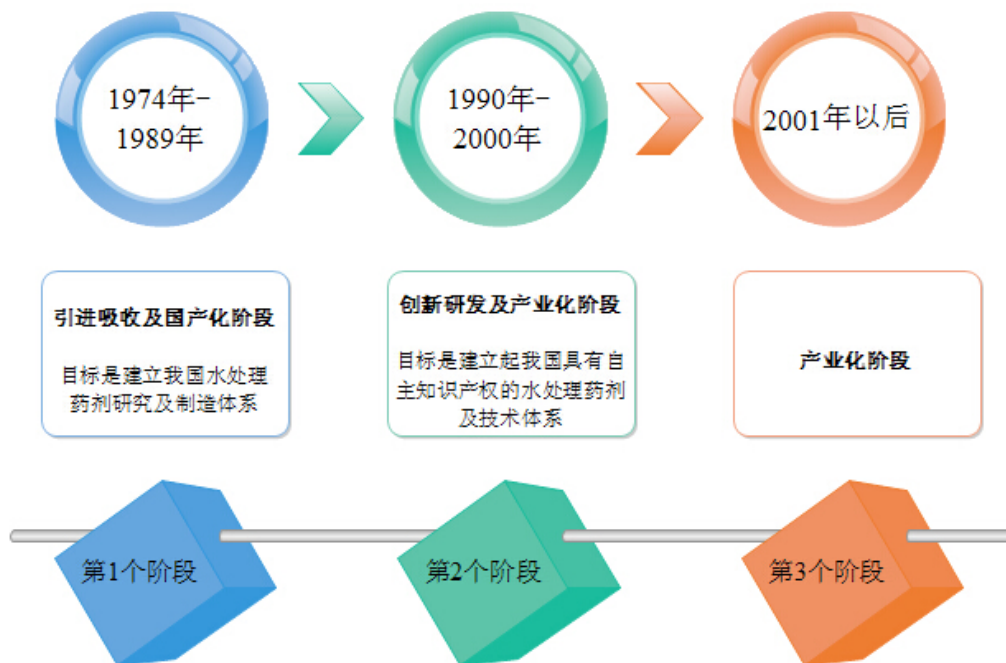 1974年-
1989年
1990年-
2000年
2001年以后
引进吸收及国产化阶段
目标是建立我国水处理
药剂研究及制造体系
创新研发及产业化阶段
目标是建立起我国具有自
主知识产权的水处理药剂
及技术体系
产业化阶段
第1个阶段
第2个阶段
第3个阶段